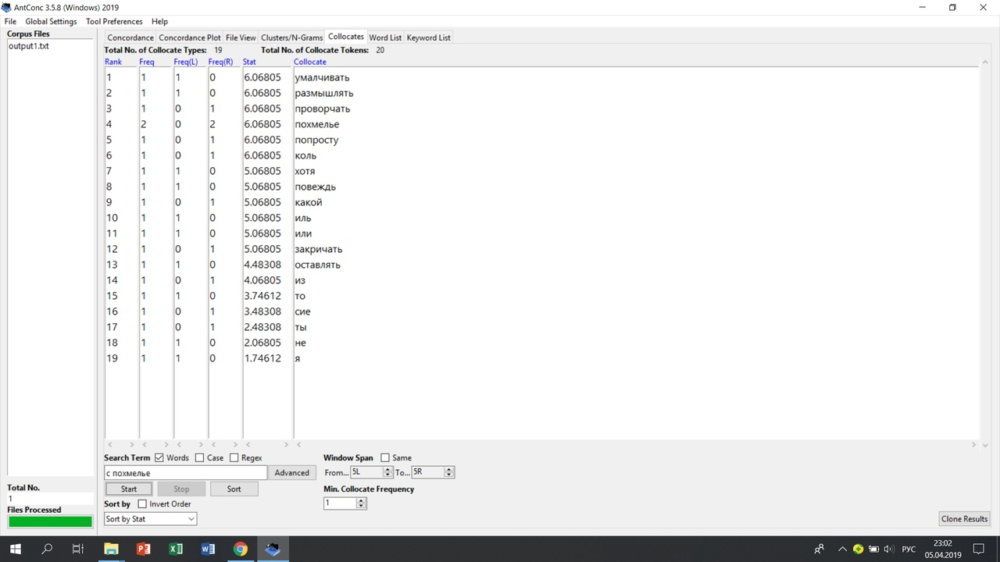 AntConc 3.5.8 (Windows) 2019
File Global Settings Tool Preferences Help
Corpus Files
output1.txt
Concordance Concordance Plot File View Clusters/N-Grams Collocates Word List Keyword List
Total No. of Collocate Types: 19 Total No. of Collocate Tokens: 20
Rank Freq Freq(L) Freq(R) Stat Collocate
1 1 1 0 6.06805 умалчивать
2 1 1 0 6.06805 размышлять
3 1 0 1 6.06805 проворчать
4 2 0 2 6.06805 похмелье
5 1 0 1 6.06805 попросту
6 1 0 1 6.06805 коль
7 1 1 0 5.06805 хотя
8 1 1 0 5.06805 повеждь
9 1 0 1 5.06805 какой
10 1 1 0 5.06805 иль
11 1 1 0 5.06805 или
12 1 0 1 5.06805 закричать
13 1 1 0 4.48308 оставлять
14 1 0 1 4.06805 из
15 1 1 0 3.74612 то
16 1 0 1 3.48308 сие
17 1 0 1 2.48308 ты
18 1 1 0 2.06805 не
19 1 1 0 1.74612 я
Search Term Words Case Regex Window Span Same
с похмелье Advanced From... 5L To... 5R
Start Stop Sort Min. Collocate Frequency
Sort by Invert Order 1
Sort by Stat Clone Results
Total No.
1
Files Processed
РУС 23:02
05.04.2019